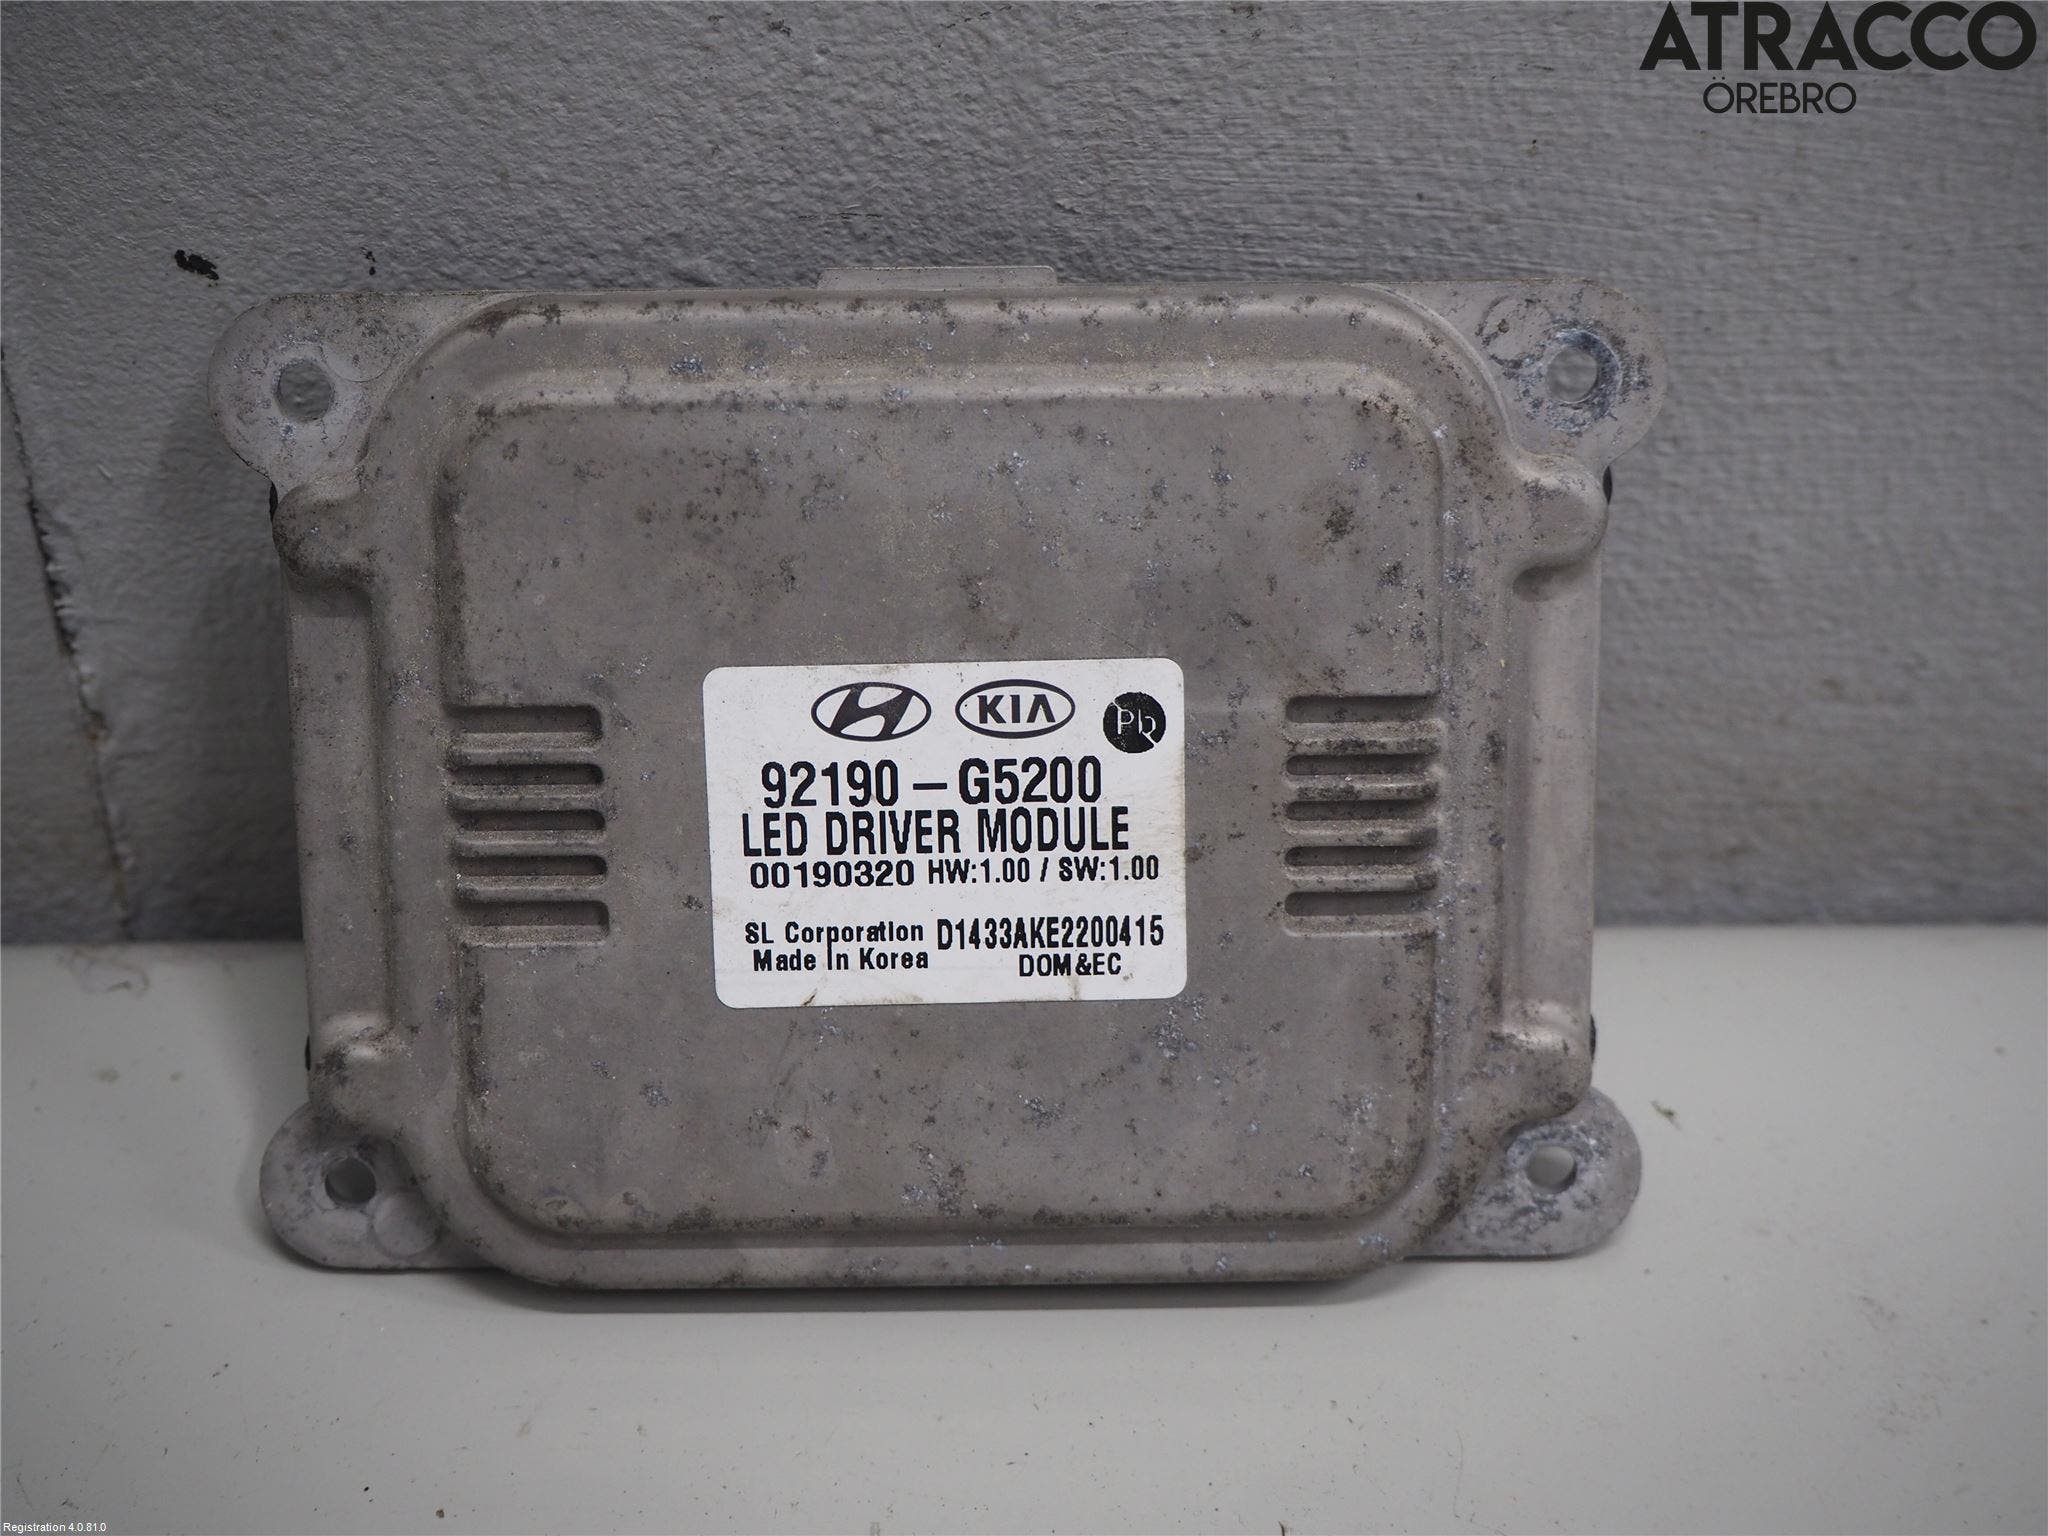 ATRACCO
ÖREBRO
KIA Pb
92190-G5200
LED DRIVER MODULE
00190320 HW:1.00 / SW:1.00
SL Corporation D1433AKE2200415
Made In Korea DOM&EC
Registration 4.0.81.0